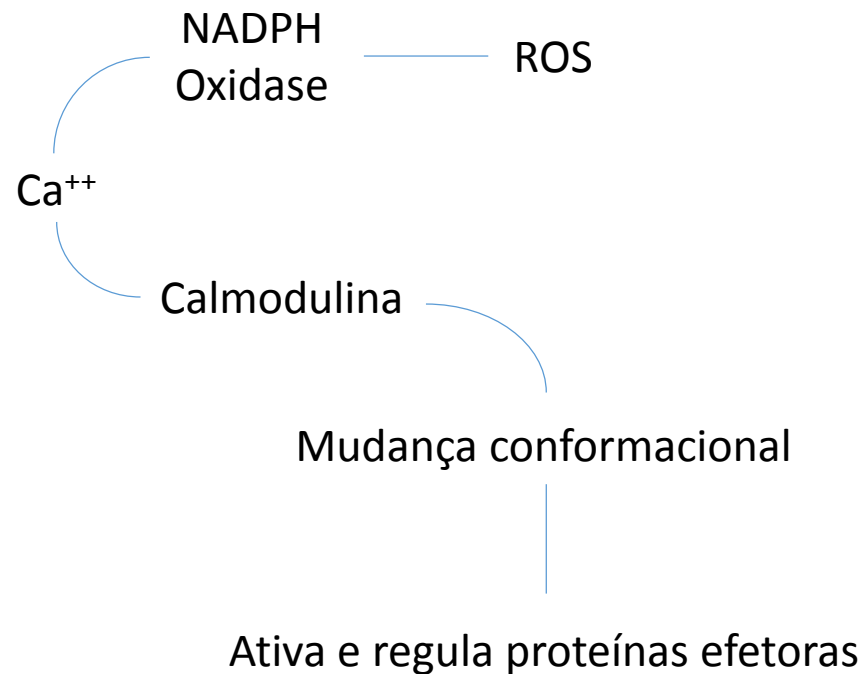 NADPH
Oxidase
ROS
Ca⁺⁺
Calmodulina
Mudança conformacional
Ativa e regula proteínas efetoras